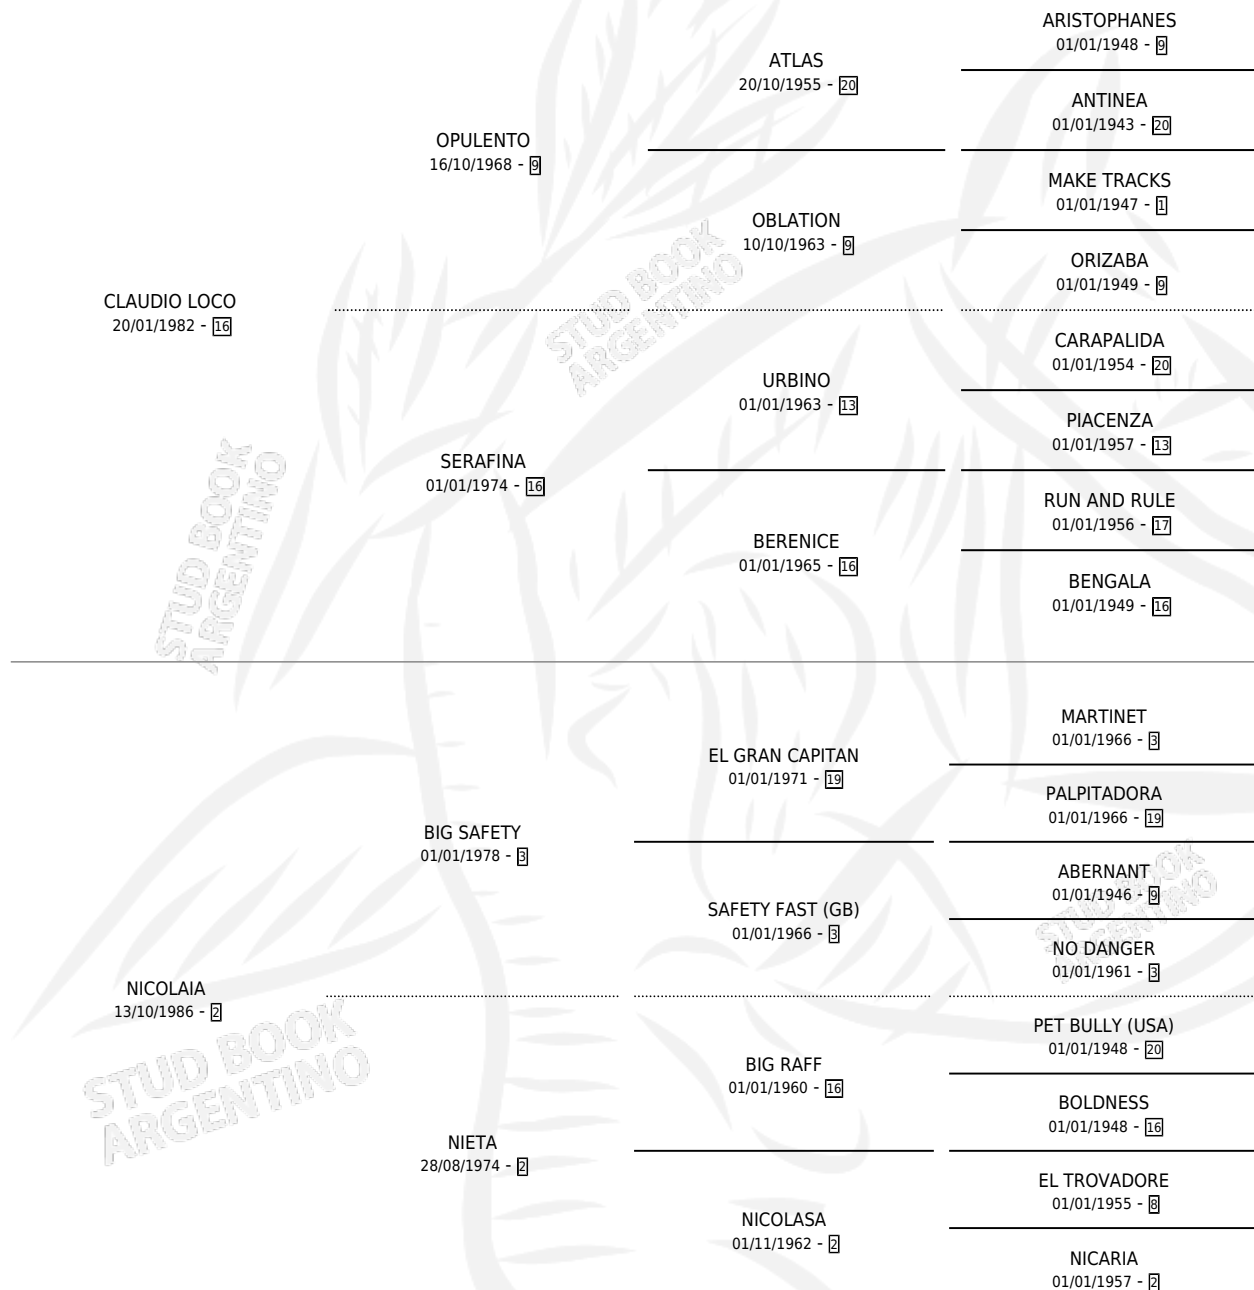 ARISTOPHANES
01/01/1948 - 9
ATLAS
20/10/1955 - 20
ANTINEA
01/01/1943 - 20
OPULENTO
16/10/1968 - 9
MAKE TRACKS
01/01/1947 - 1
OBLATION
10/10/1963 - 9
ORIZABA
01/01/1949 - 9
CLAUDIO LOCO
20/01/1982 - 16
STUD BOOK
ARGENTINO
CARAPALIDA
01/01/1954 - 20
URBINO
01/01/1963 - 13
PIACENZA
01/01/1957 - 13
SERAFINA
01/01/1974 - 16
RUN AND RULE
01/01/1956 - 17
BERENICE
01/01/1965 - 16
BENGALA
01/01/1949 - 16
STUD BOOK
ARGENTINO
MARTINET
01/01/1966 - 3
EL GRAN CAPITAN
01/01/1971 - 19
PALPITADORA
01/01/1966 - 19
BIG SAFETY
01/01/1978 - 3
ABERNANT
01/01/1946 - 9
SAFETY FAST (GB)
01/01/1966 - 3
STUD BOOK
ARGENTINO
NO DANGER
01/01/1961 - 3
NICOLAIA
13/10/1986 - 2
STUD BOOK
ARGENTINO
PET BULLY (USA)
01/01/1948 - 20
BIG RAFF
01/01/1960 - 16
BOLDNESS
01/01/1948 - 16
NIETA
28/08/1974 - 2
EL TROVADORE
01/01/1955 - 8
NICOLASA
01/11/1962 - 2
NICARIA
01/01/1957 - 2